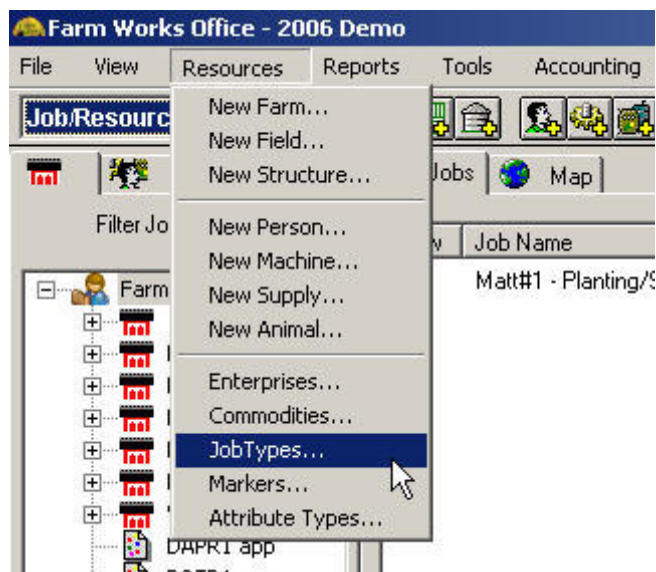 Farm Works Office - 2006 Demo
File View Resources Reports Tools Accounting
Job/Resourc
New Farm...
New Field...
New Structure...
Jobs Map
Filter Jo
New Person...
Job Name
New Machine...
Farm
Matt#1 - Planting/S
New Supply...
New Animal...
Enterprises...
Commodities...
JobTypes...
Markers...
Attribute Types...
DAPR1 app